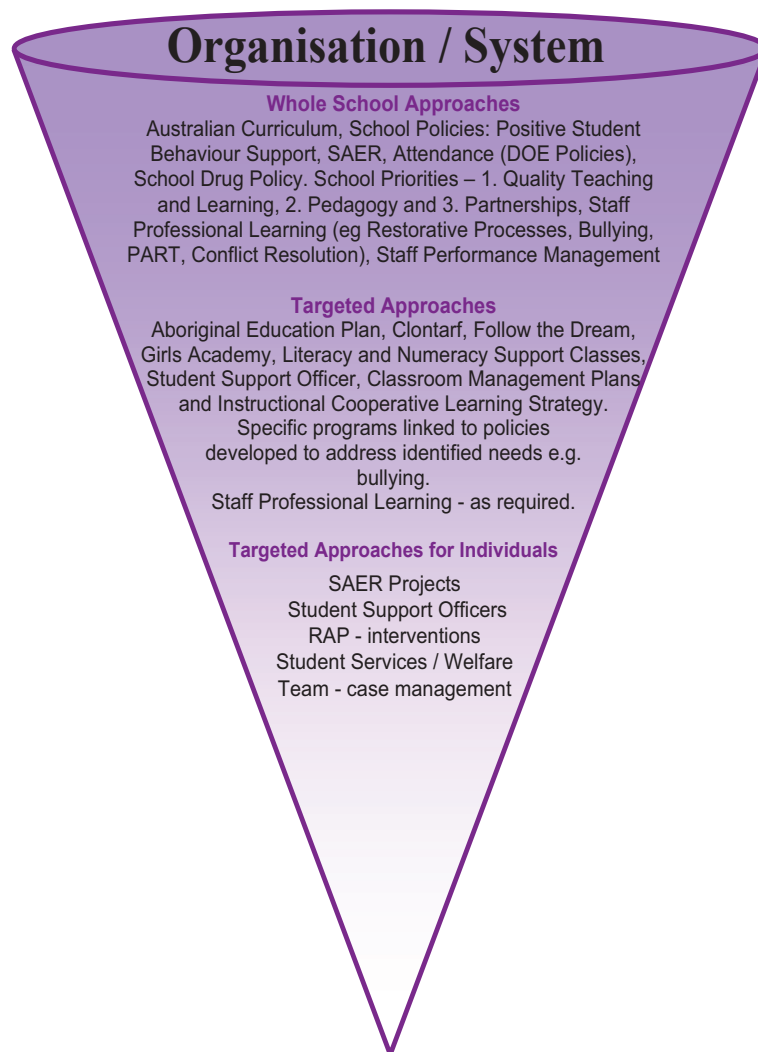 Organisation / System
Whole School Approaches
Australian Curriculum, School Policies: Positive Student
Behaviour Support, SAER, Attendance (DOE Policies),
School Drug Policy. School Priorities – 1. Quality Teaching
and Learning, 2. Pedagogy and 3. Partnerships, Staff
Professional Learning (eg Restorative Processes, Bullying,
PART, Conflict Resolution), Staff Performance Management
Targeted Approaches
Aboriginal Education Plan, Clontarf, Follow the Dream,
Girls Academy, Literacy and Numeracy Support Classes,
Student Support Officer, Classroom Management Plans
and Instructional Cooperative Learning Strategy.
Specific programs linked to policies
developed to address identified needs e.g.
bullying.
Staff Professional Learning - as required.
Targeted Approaches for Individuals
SAER Projects
Student Support Officers
RAP - interventions
Student Services / Welfare
Team - case management